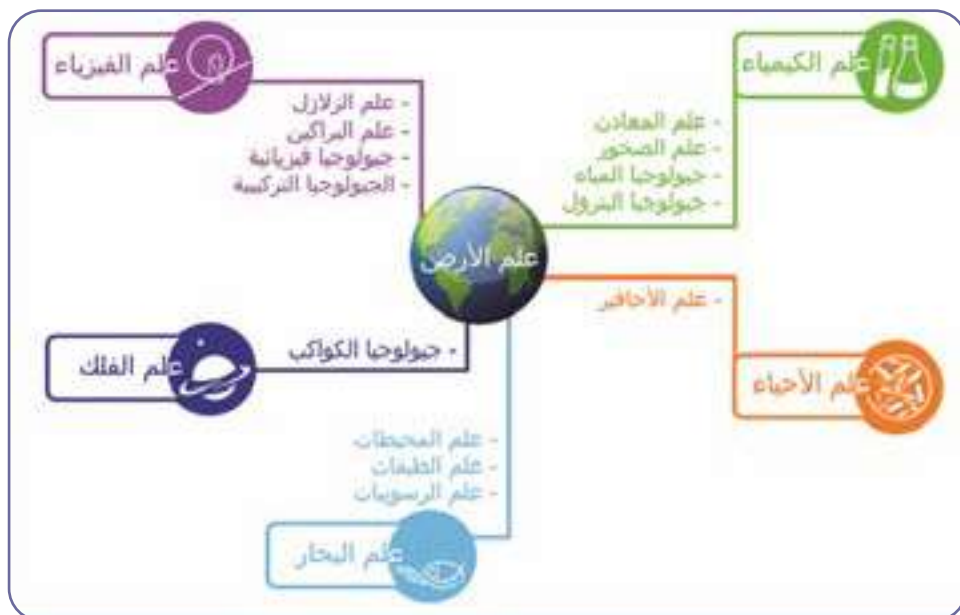 علم الكيمياء
- علم المعادن
- علم الصخور
- جيولوجيا المياه
- جيولوجيا البترول
علم الفيزياء
- علم الزلازل
- علم البراكين
- جيولوجيا فيزيائية
- الجيولوجيا التركيبية
علم الأرض
- علم الأحافير
علم الأحياء
- جيولوجيا الكواكب
علم الفلك
- علم المحيطات
- علم الطبقات
- علم الرسوبيات
علم البحار